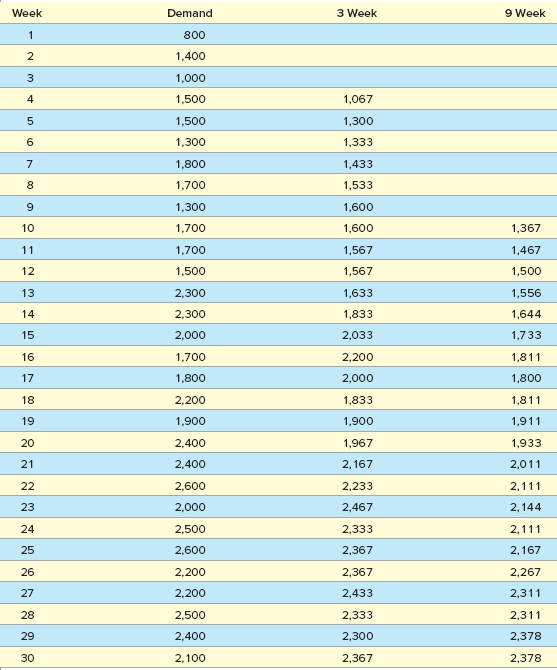 Week Demand 3 Week 9 Week
1 800
2 1,400
3 1,000
4 1,500 1,067
5 1,500 1,300
6 1,300 1,333
7 1,800 1,433
8 1,700 1,533
9 1,300 1,600
10 1,700 1,600 1,367
11 1,700 1,567 1,467
12 1,500 1,567 1,500
13 2,300 1,633 1,556
14 2,300 1,833 1,644
15 2,000 2,033 1,733
16 1,700 2,200 1,811
17 1,800 2,000 1,800
18 2,200 1,833 1,811
19 1,900 1,900 1,911
20 2,400 1,967 1,933
21 2,400 2,167 2,011
22 2,600 2,233 2,111
23 2,000 2,467 2,144
24 2,500 2,333 2,111
25 2,600 2,367 2,167
26 2,200 2,367 2,267
27 2,200 2,433 2,311
28 2,500 2,333 2,311
29 2,400 2,300 2,378
30 2,100 2,367 2,378